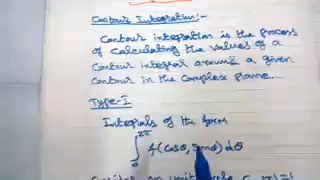 Contour Integration:-
Contour integration is the process
of Calculating the values of a
Contour integral around a given
Contour in the Complex plane.
Type-I
Integrals of the form
∫₀^2π f(cosθ, sinθ) dθ